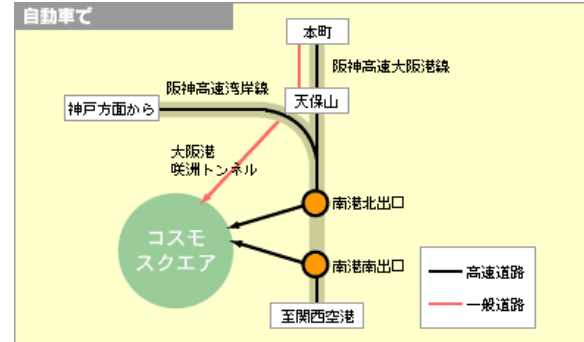 自動車で
本町
阪神高速大阪港線
阪神高速湾岸線
天保山
神戸方面から
大阪港
咲洲トンネル
南港北出口
コスモ
スクエア
南港南出口
高速道路
一般道路
至関西空港